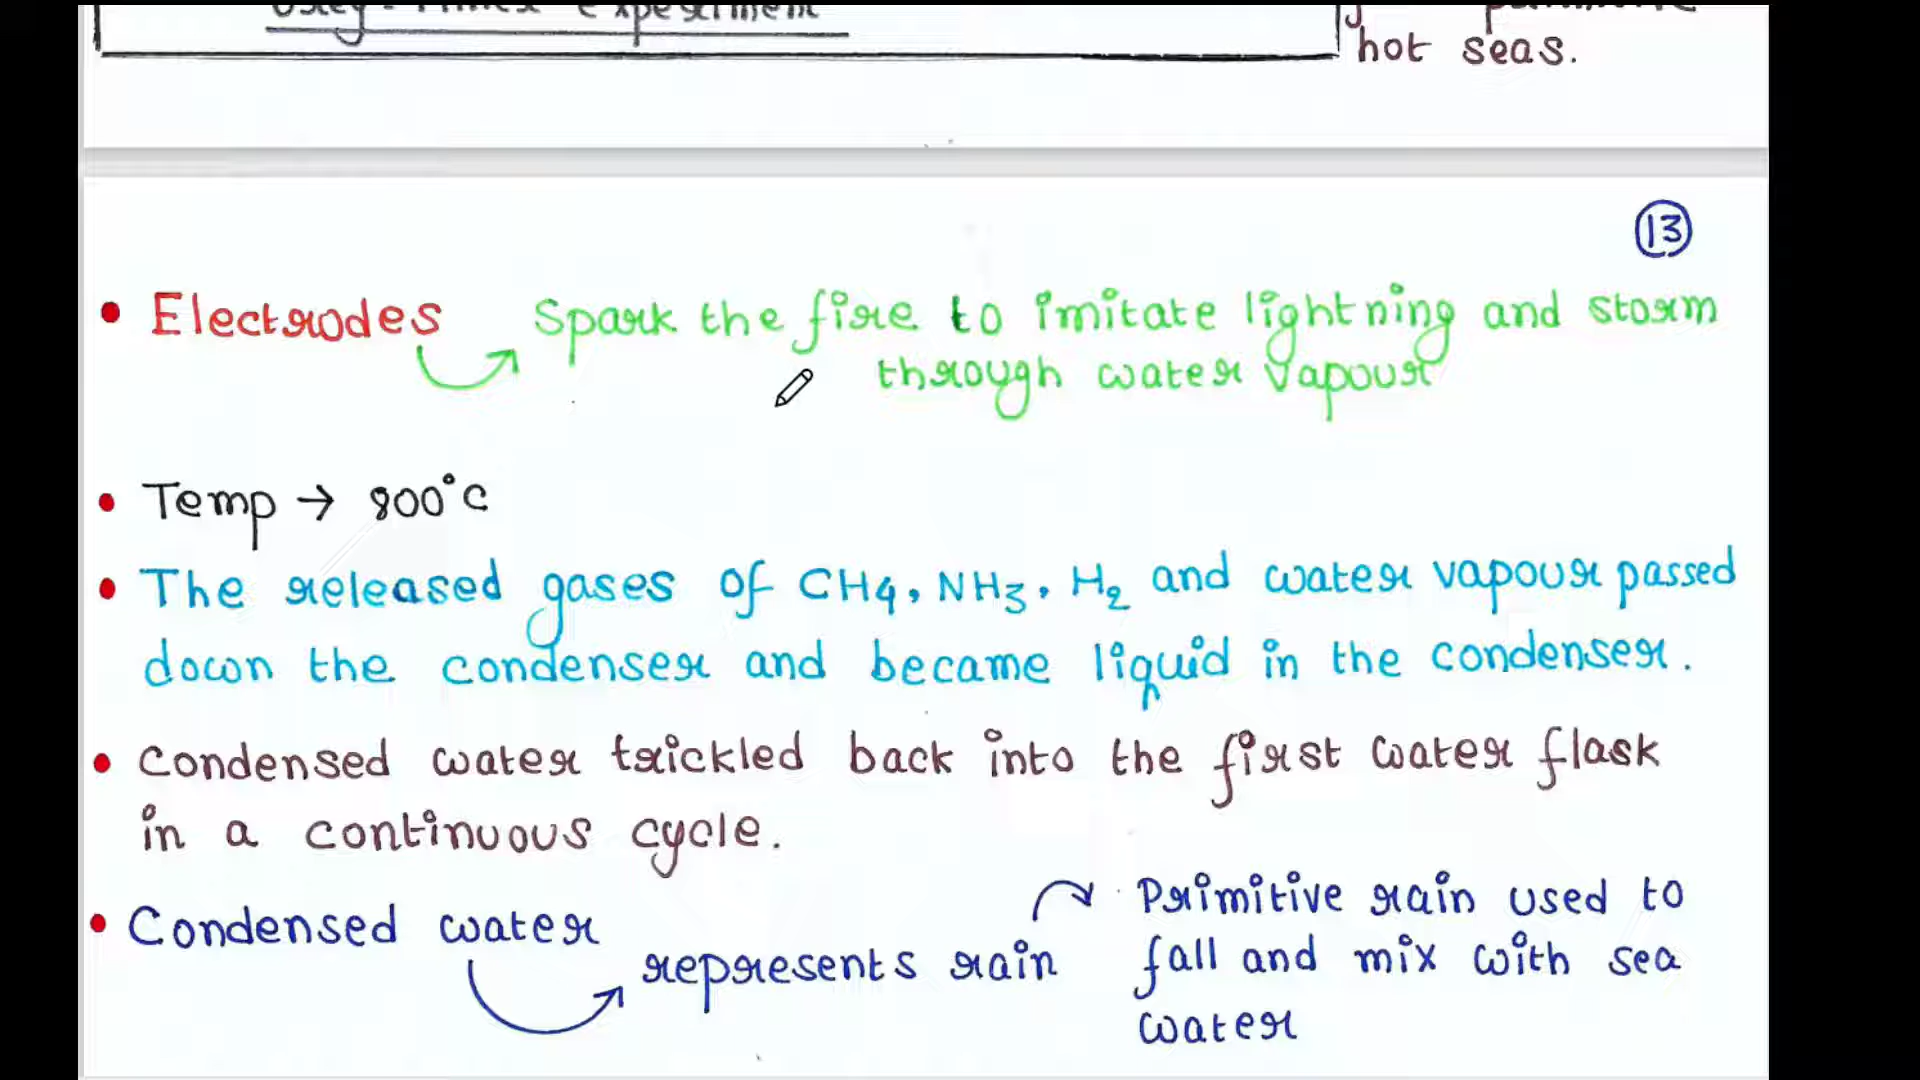 Urey-Miller experiment
hot seas.
13
• Electrodes Spark the fire to imitate lightning and storm
through water vapour
• Temp → 800°C
• The released gases of CH4, NH3, H2 and water vapour passed
down the condenser and became liquid in the condenser.
• Condensed water trickled back into the first water flask
in a continuous cycle.
• Condensed water
represents rain
Primitive rain used to
fall and mix with sea
water